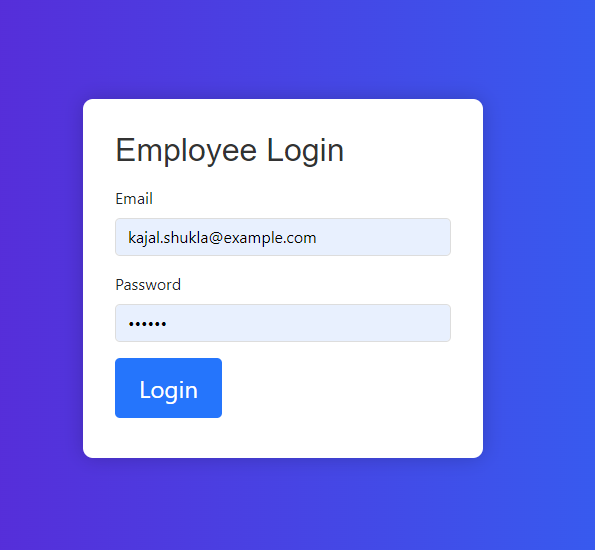 Employee Login
Email
kajal.shukla@example.com
Password
••••••
Login